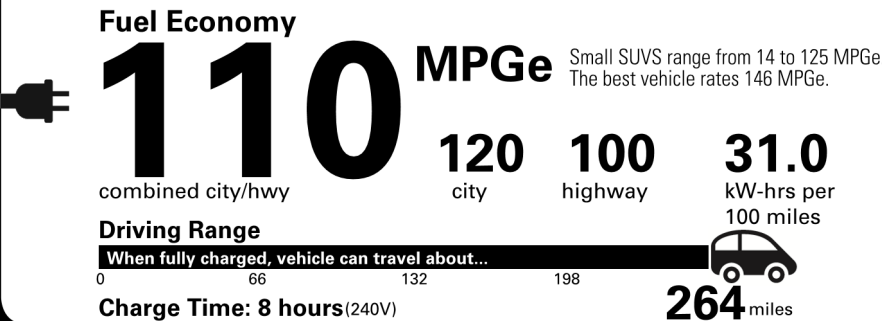 Fuel Economy
110 MPGe
Small SUVS range from 14 to 125 MPGe
The best vehicle rates 146 MPGe.
combined city/hwy
120
city
100
highway
31.0
kW-hrs per
100 miles
Driving Range
When fully charged, vehicle can travel about...
0 66 132 198
264 miles
Charge Time: 8 hours (240V)